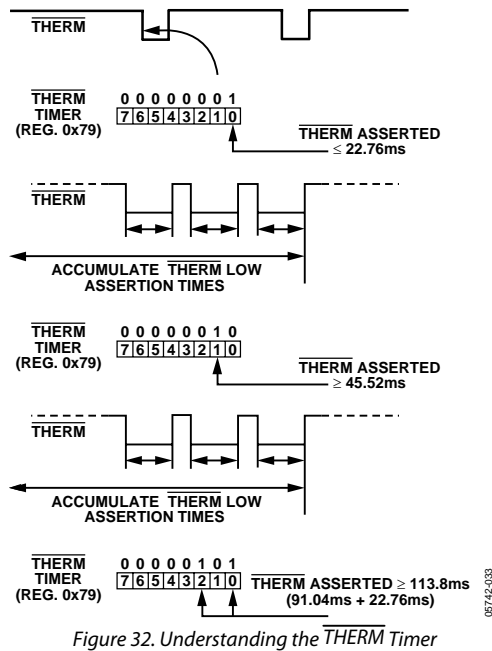 THERM
THERM
TIMER
(REG. 0x79)
0 0 0 0 0 0 0 1
7 6 5 4 3 2 1 0
THERM ASSERTED
≤ 22.76ms
THERM
ACCUMULATE THERM LOW
ASSERTION TIMES
THERM
TIMER
(REG. 0x79)
0 0 0 0 0 0 1 0
7 6 5 4 3 2 1 0
THERM ASSERTED
≥ 45.52ms
THERM
ACCUMULATE THERM LOW
ASSERTION TIMES
THERM
TIMER
(REG. 0x79)
0 0 0 0 0 1 0 1
7 6 5 4 3 2 1 0
THERM ASSERTED ≥ 113.8ms
(91.04ms + 22.76ms)
05742-033
Figure 32. Understanding the THERM Timer